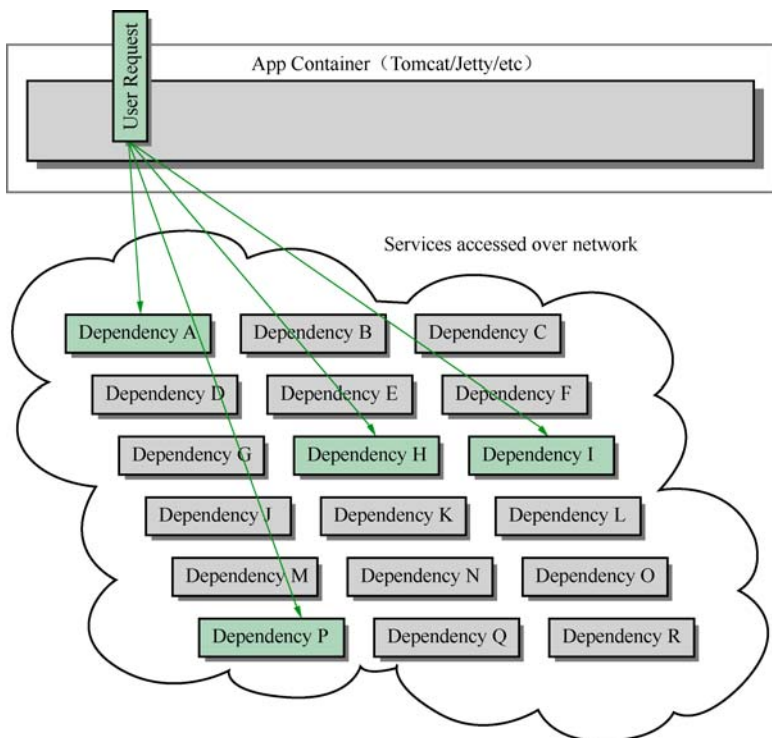 User Request
App Container（Tomcat/Jetty/etc）
Services accessed over network
Dependency A
Dependency B
Dependency C
Dependency D
Dependency E
Dependency F
Dependency G
Dependency H
Dependency I
Dependency J
Dependency K
Dependency L
Dependency M
Dependency N
Dependency O
Dependency P
Dependency Q
Dependency R